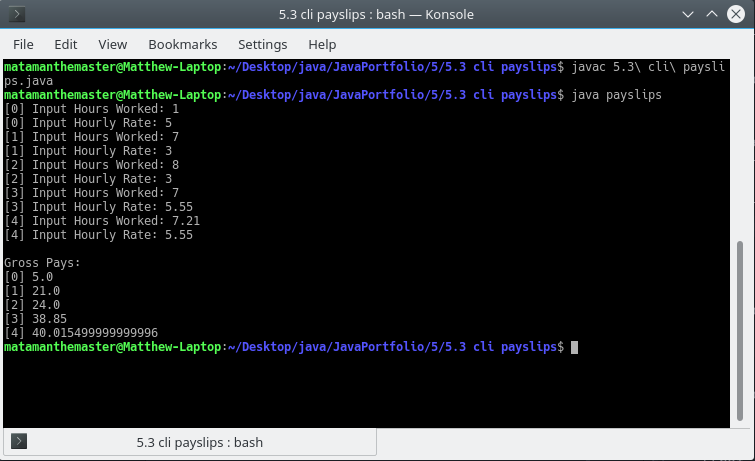 5.3 cli payslips : bash — Konsole
File Edit View Bookmarks Settings Help
matamanthemaster@Matthew-Laptop:~/Desktop/java/JavaPortfolio/5/5.3 cli payslips$ javac 5.3\ cli\ paysli
ps.java
matamanthemaster@Matthew-Laptop:~/Desktop/java/JavaPortfolio/5/5.3 cli payslips$ java payslips
[0] Input Hours Worked: 1
[0] Input Hourly Rate: 5
[1] Input Hours Worked: 7
[1] Input Hourly Rate: 3
[2] Input Hours Worked: 8
[2] Input Hourly Rate: 3
[3] Input Hours Worked: 7
[3] Input Hourly Rate: 5.55
[4] Input Hours Worked: 7.21
[4] Input Hourly Rate: 5.55
Gross Pays:
[0] 5.0
[1] 21.0
[2] 24.0
[3] 38.85
[4] 40.015499999999996
matamanthemaster@Matthew-Laptop:~/Desktop/java/JavaPortfolio/5/5.3 cli payslips$
5.3 cli payslips : bash